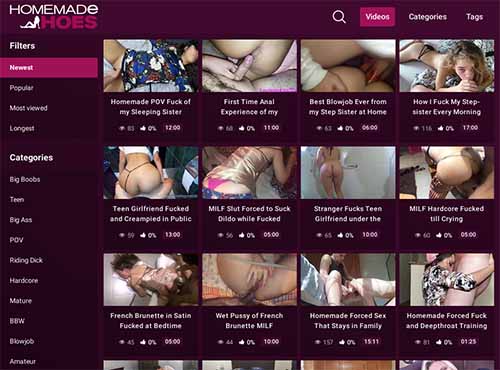 HOMEMADE
HOES
Videos
Categories
Tags
Filters
Newest
Popular
Most viewed
Longest
Categories
Big Boobs
Teen
Big Ass
POV
Riding Dick
Hardcore
Mature
BBW
Blowjob
Amateur
Homemade POV Fuck of
my Sleeping Sister
83 0% 12:00
First Time Anal
Experience of my
68 0% 11:00
Best Blowjob Ever from
my Step Sister at Home
63 0% 06:00
How I Fuck My Step-
sister Every Morning
116 0% 17:00
Teen Girlfriend Fucked
and Creampied in Public
59 0% 13:00
MILF Slut Forced to Suck
Dildo while Fucked
56 0% 05:00
Stranger Fucks Teen
Girlfriend under the
65 0% 10:00
MILF Hardcore Fucked
till Crying
60 0% 05:00
French Brunette in Satin
Fucked at Bedtime
45 0% 05:00
Wet Pussy of French
Brunette MILF
44 0% 10:00
Homemade Forced Sex
That Stays in Family
157 0% 15:11
Homemade Forced Fuck
and Deepthroat Training
81 0% 01:25